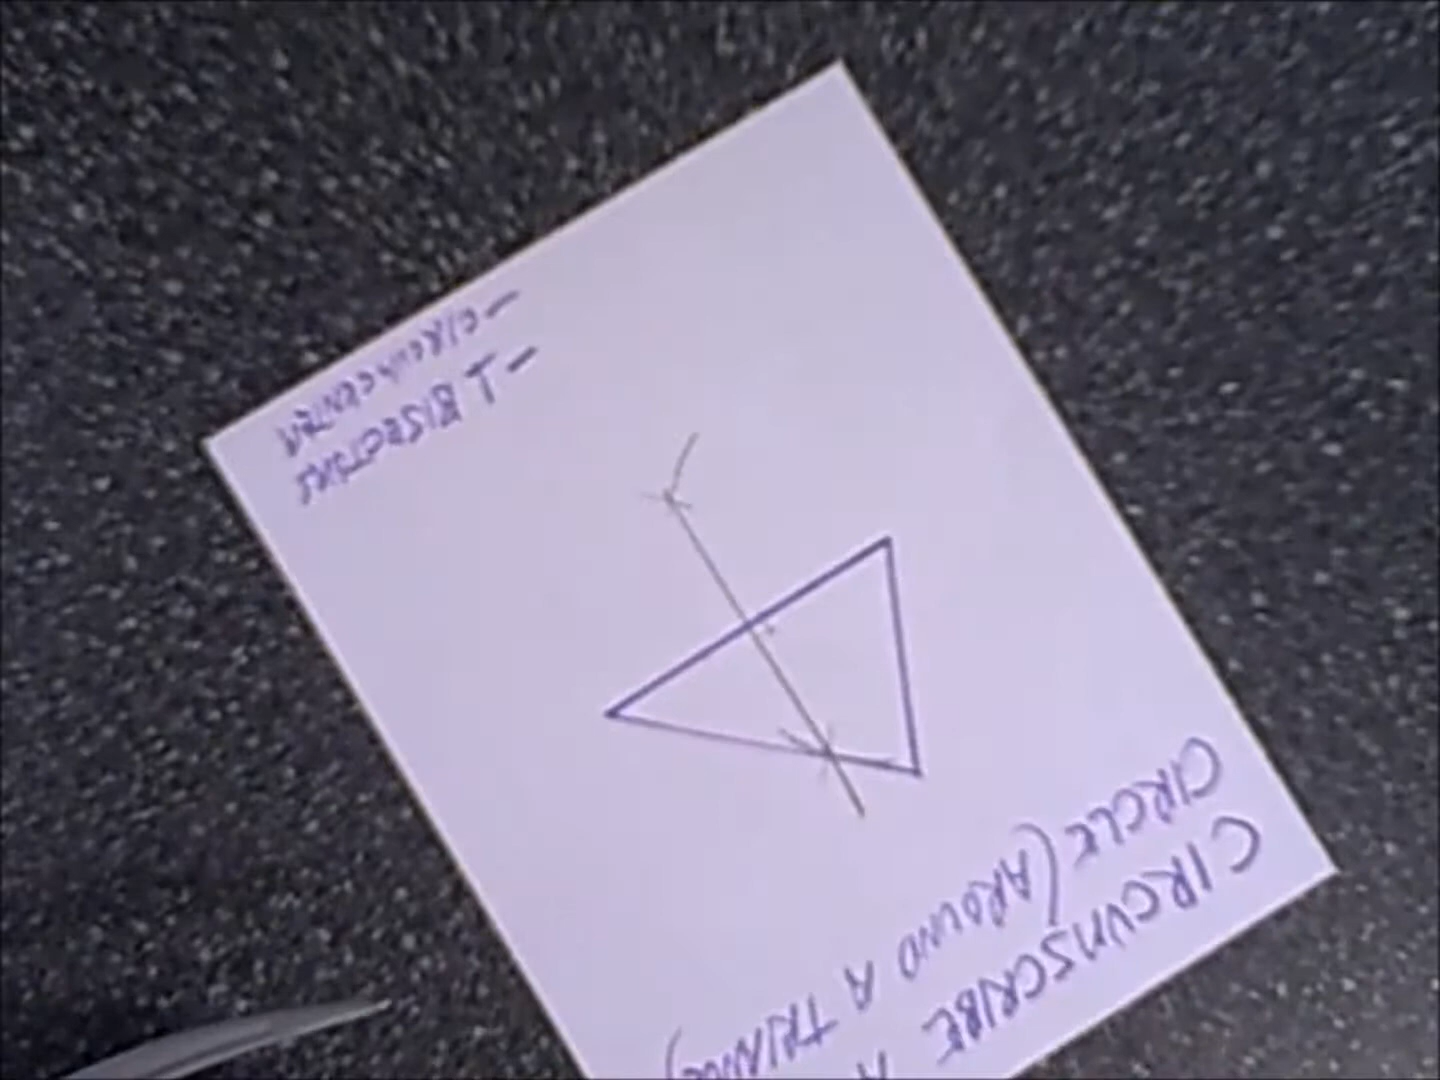 CIRCUMSCRIBE A
CIRCLE (AROUND A TRIANGLE)
- ⊥ BISECTORS
- CIRCUMCENTER